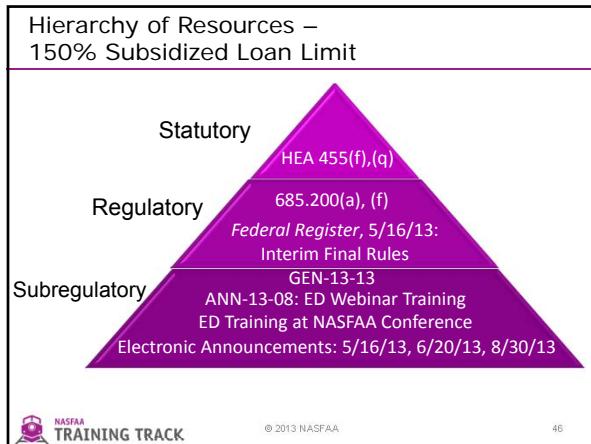 Hierarchy of Resources –
150% Subsidized Loan Limit
Statutory
HEA 455(f),(q)
Regulatory
685.200(a), (f)
Federal Register, 5/16/13:
Interim Final Rules
Subregulatory
GEN-13-13
ANN-13-08: ED Webinar Training
ED Training at NASFAA Conference
Electronic Announcements: 5/16/13, 6/20/13, 8/30/13
NASFAA
TRAINING TRACK
© 2013 NASFAA
46